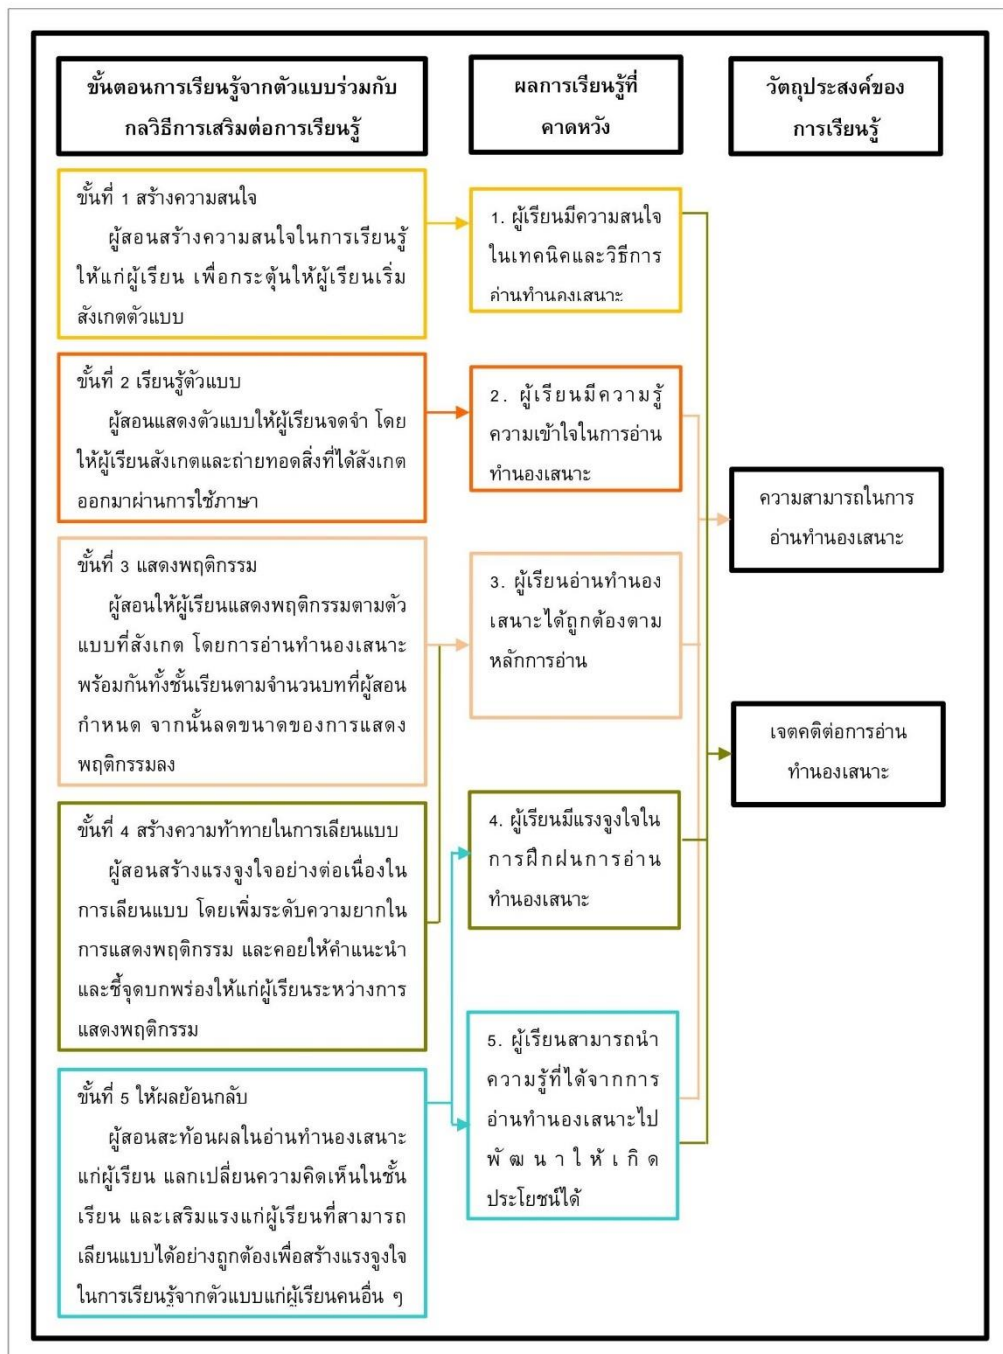 ขั้นตอนการเรียนรู้จากตัวแบบร่วมกับ
กลวิธีการเสริมต่อการเรียนรู้
ผลการเรียนรู้ที่
คาดหวัง
วัตถุประสงค์ของ
การเรียนรู้
ขั้นที่ 1 สร้างความสนใจ
ผู้สอนสร้างความสนใจในการเรียนรู้
ให้แก่ผู้เรียน เพื่อกระตุ้นให้ผู้เรียนเริ่ม
สังเกตตัวแบบ
1. ผู้เรียนมีความสนใจ
ในเทคนิคและวิธีการ
อ่านทำนองเสนาะ
ขั้นที่ 2 เรียนรู้ตัวแบบ
ผู้สอนแสดงตัวแบบให้ผู้เรียนจดจำ โดย
ให้ผู้เรียนสังเกตและถ่ายทอดสิ่งที่ได้สังเกต
ออกมาผ่านการใช้ภาษา
2. ผู้เรียนมีความรู้
ความเข้าใจในการอ่าน
ทำนองเสนาะ
ความสามารถในการ
อ่านทำนองเสนาะ
ขั้นที่ 3 แสดงพฤติกรรม
ผู้สอนให้ผู้เรียนแสดงพฤติกรรมตามตัว
แบบที่สังเกต โดยการอ่านทำนองเสนาะ
พร้อมกันทั้งชั้นเรียนตามจำนวนบทที่ผู้สอน
กำหนด จากนั้นลดขนาดของการแสดง
พฤติกรรมลง
3. ผู้เรียนอ่านทำนอง
เสนาะได้ถูกต้องตาม
หลักการอ่าน
เจตคติต่อการอ่าน
ทำนองเสนาะ
ขั้นที่ 4 สร้างความท้าทายในการเลียนแบบ
ผู้สอนสร้างแรงจูงใจอย่างต่อเนื่องใน
การเลียนแบบ โดยเพิ่มระดับความยากใน
การแสดงพฤติกรรม และคอยให้คำแนะนำ
และชี้จุดบกพร่องให้แก่ผู้เรียนระหว่างการ
แสดงพฤติกรรม
4. ผู้เรียนมีแรงจูงใจใน
การฝึกฝนการอ่าน
ทำนองเสนาะ
ขั้นที่ 5 ให้ผลย้อนกลับ
ผู้สอนสะท้อนผลในอ่านทำนองเสนาะ
แก่ผู้เรียน แลกเปลี่ยนความคิดเห็นในชั้น
เรียน และเสริมแรงแก่ผู้เรียนที่สามารถ
เลียนแบบได้อย่างถูกต้องเพื่อสร้างแรงจูงใจ
ในการเรียนรู้จากตัวแบบแก่ผู้เรียนคนอื่น ๆ
5. ผู้เรียนสามารถนำ
ความรู้ที่ได้จากการ
อ่านทำนองเสนาะไป
พัฒนาให้เกิด
ประโยชน์ได้